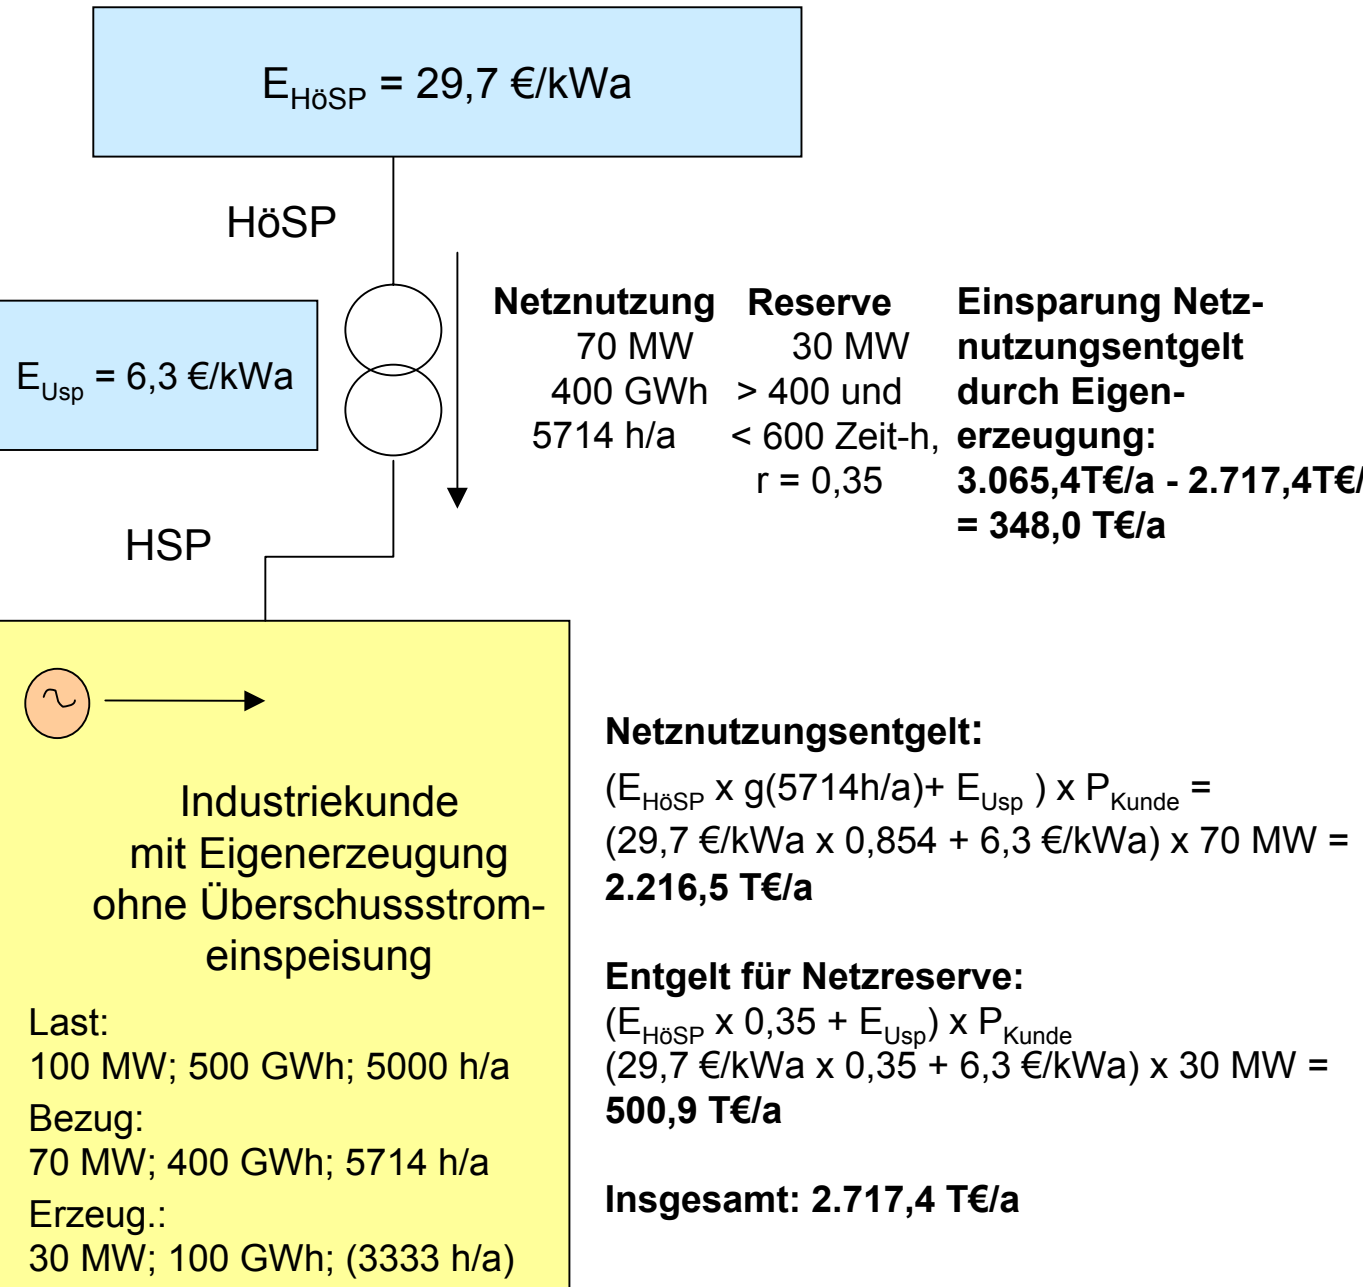 E_HöSP = 29,7 €/kWa
HöSP
E_Usp = 6,3 €/kWa
Netznutzung Reserve
70 MW 30 MW
400 GWh > 400 und
5714 h/a < 600 Zeit-h,
r = 0,35
Einsparung Netz-
nutzungsentgelt
durch Eigen-
erzeugung:
3.065,4T€/a - 2.717,4T€/
= 348,0 T€/a
HSP
Industriekunde
mit Eigenerzeugung
ohne Überschussstrom-
einspeisung
Last:
100 MW; 500 GWh; 5000 h/a
Bezug:
70 MW; 400 GWh; 5714 h/a
Erzeug.:
30 MW; 100 GWh; (3333 h/a)
Netznutzungsentgelt:
(E_HöSP x g(5714h/a)+ E_Usp ) x P_Kunde =
(29,7 €/kWa x 0,854 + 6,3 €/kWa) x 70 MW =
2.216,5 T€/a
Entgelt für Netzreserve:
(E_HöSP x 0,35 + E_Usp) x P_Kunde
(29,7 €/kWa x 0,35 + 6,3 €/kWa) x 30 MW =
500,9 T€/a
Insgesamt: 2.717,4 T€/a